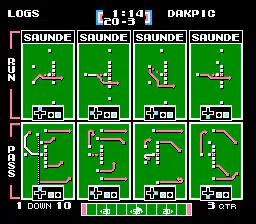 LOGS 1:14 DAKPIC
20-3
SAUNDE SAUNDE SAUNDE SAUNDE
RUN
PASS
1 DOWN 10 3 QTR